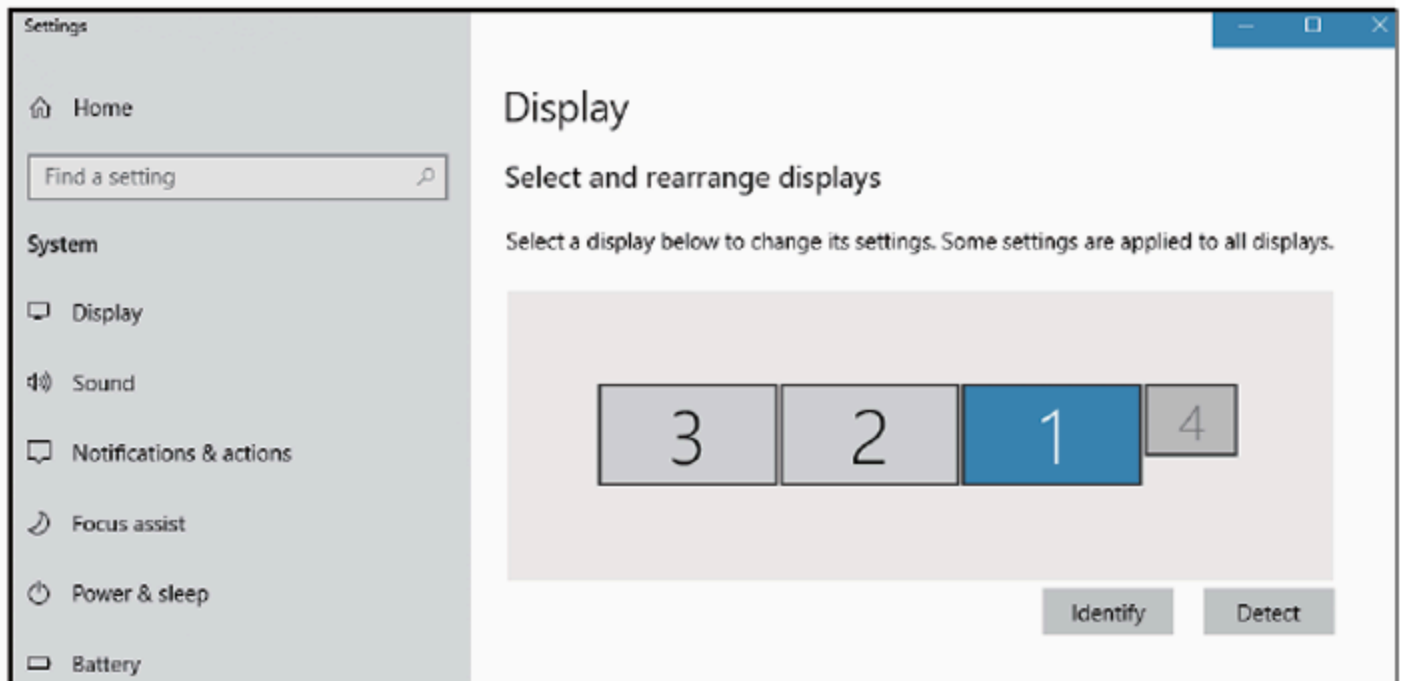 Settings
Home
Find a setting
System
Display
Sound
Notifications & actions
Focus assist
Power & sleep
Battery
Display
Select and rearrange displays
Select a display below to change its settings. Some settings are applied to all displays.
3 2 1 4
Identify Detect